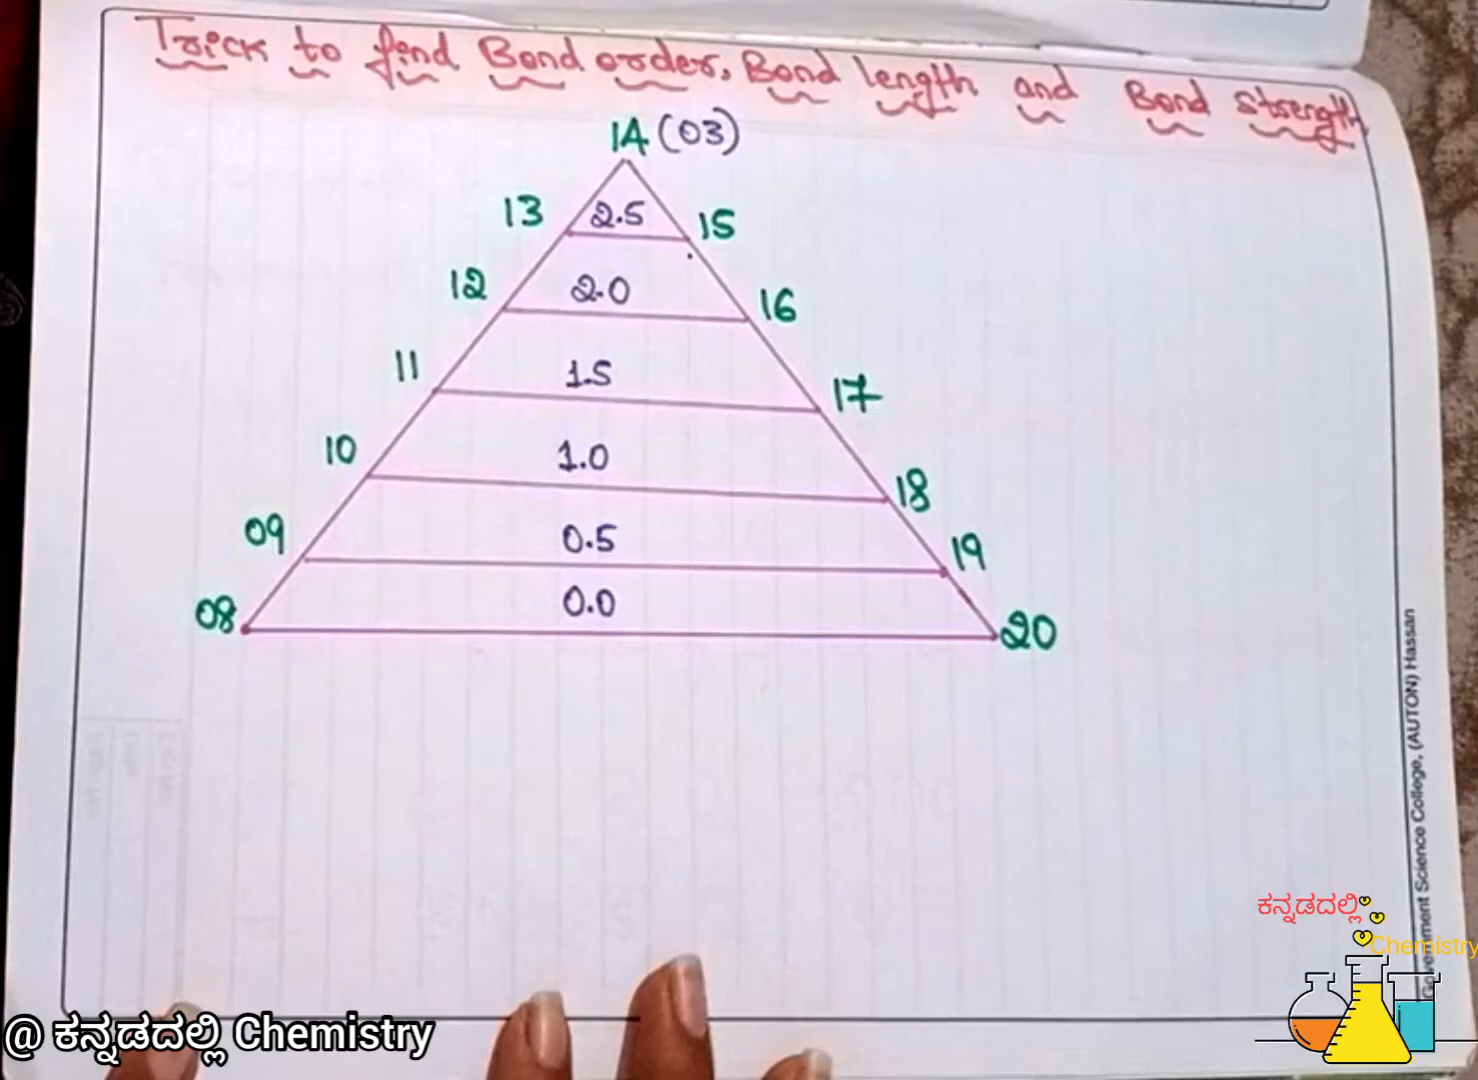 Trick to find Bond order, Bond length and Bond strength
14 (03)
13 2.5 15
12 2.0 16
11 1.5 17
10 1.0 18
09 0.5 19
08 0.0 20
Government Science College, (AUTON) Hassan
ಕನ್ನಡದಲ್ಲಿ
Chemistry
@ ಕನ್ನಡದಲ್ಲಿ Chemistry